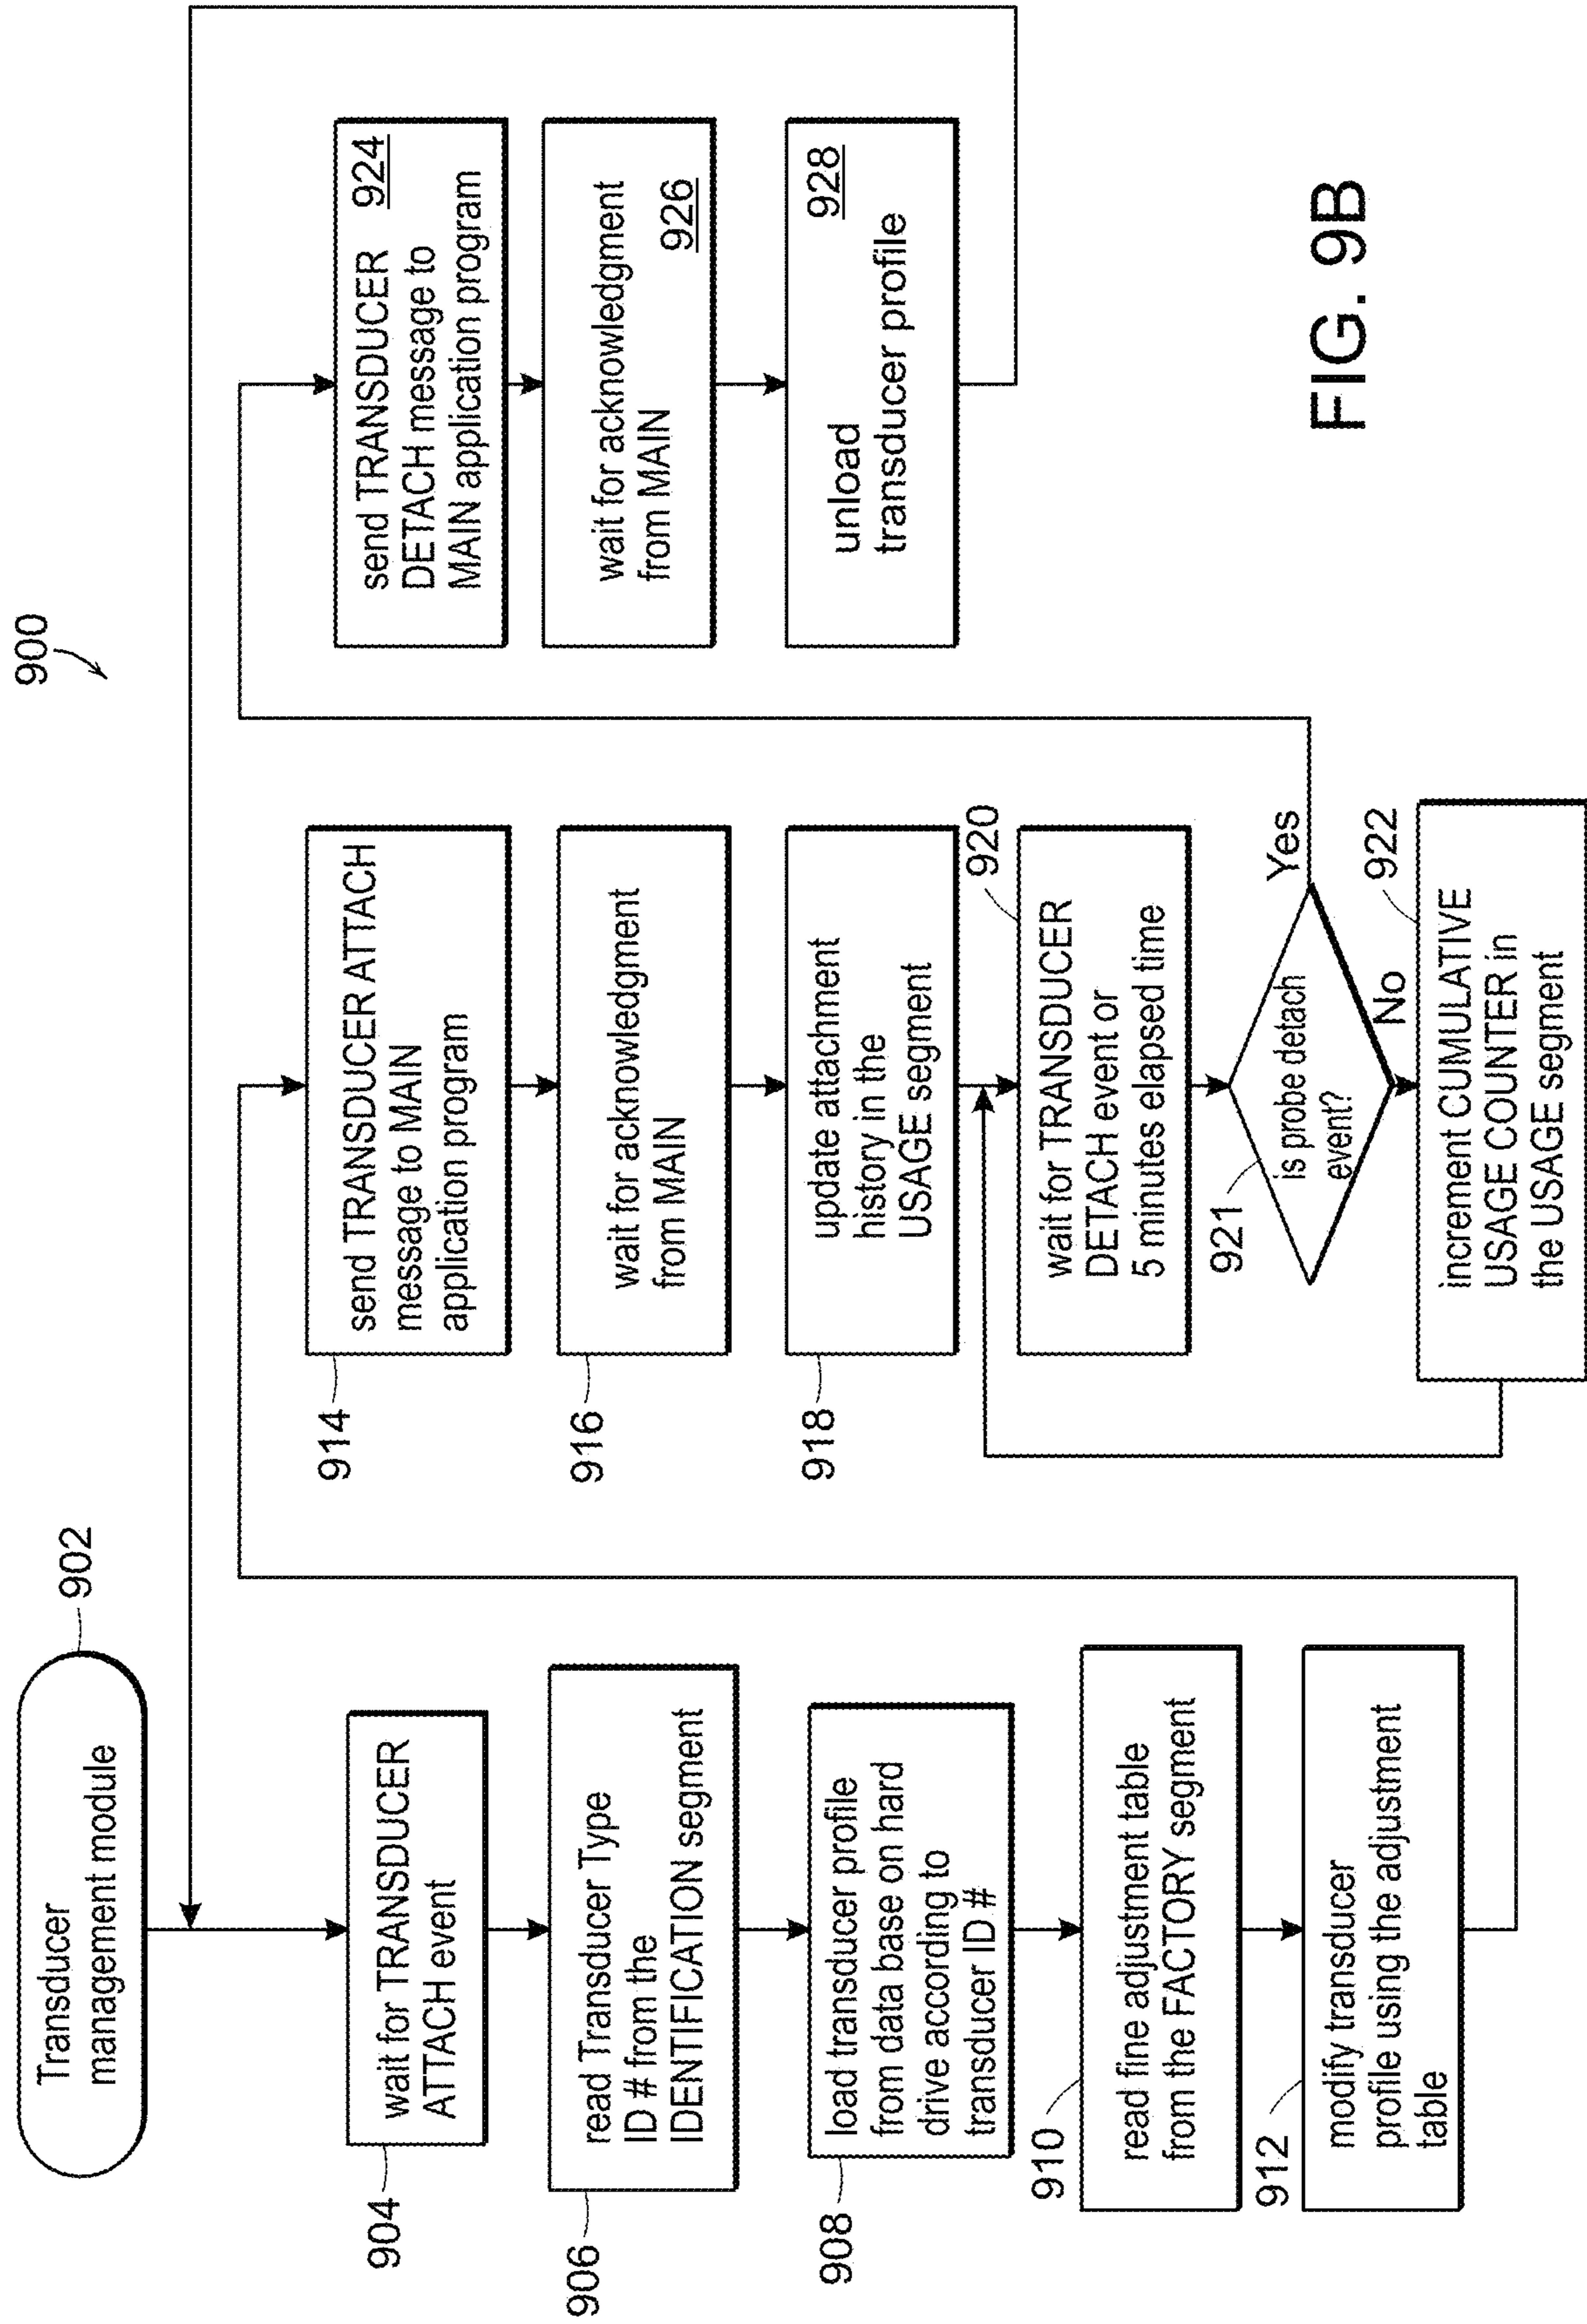 900
Transducer
management module
902
wait for TRANSDUCER
ATTACH event
904
read Transducer Type
ID # from the
IDENTIFICATION segment
906
load transducer profile
from data base on hard
drive according to
transducer ID #
908
read fine adjustment table
from the FACTORY segment
910
modify transducer
profile using the adjustment
table
912
send TRANSDUCER ATTACH
message to MAIN
application program
914
wait for acknowledgment
from MAIN
916
update attachment
history in the
USAGE segment
918
wait for TRANSDUCER
DETACH event or
5 minutes elapsed time
920
is probe detach
event?
921
Yes
No
increment CUMULATIVE
USAGE COUNTER in
the USAGE segment
922
send TRANSDUCER 924
DETACH message to
MAIN application program
wait for acknowledgment
from MAIN 926
unload 928
transducer profile
FIG. 9B